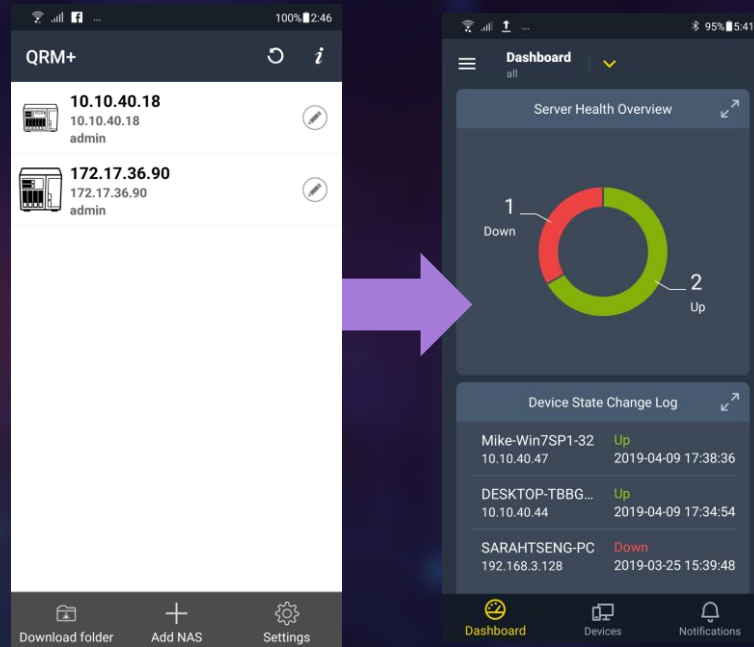 100% 2:46
QRM+
10.10.40.18
10.10.40.18
admin
172.17.36.90
172.17.36.90
admin
Download folder
Add NAS
Settings
95% 5:41
Dashboard
all
Server Health Overview
1
Down
2
Up
Device State Change Log
Mike-Win7SP1-32 Up
10.10.40.47 2019-04-09 17:38:36
DESKTOP-TBBG... Up
10.10.40.44 2019-04-09 17:34:54
SARAHTSENG-PC Down
192.168.3.128 2019-03-25 15:39:48
Dashboard
Devices
Notifications